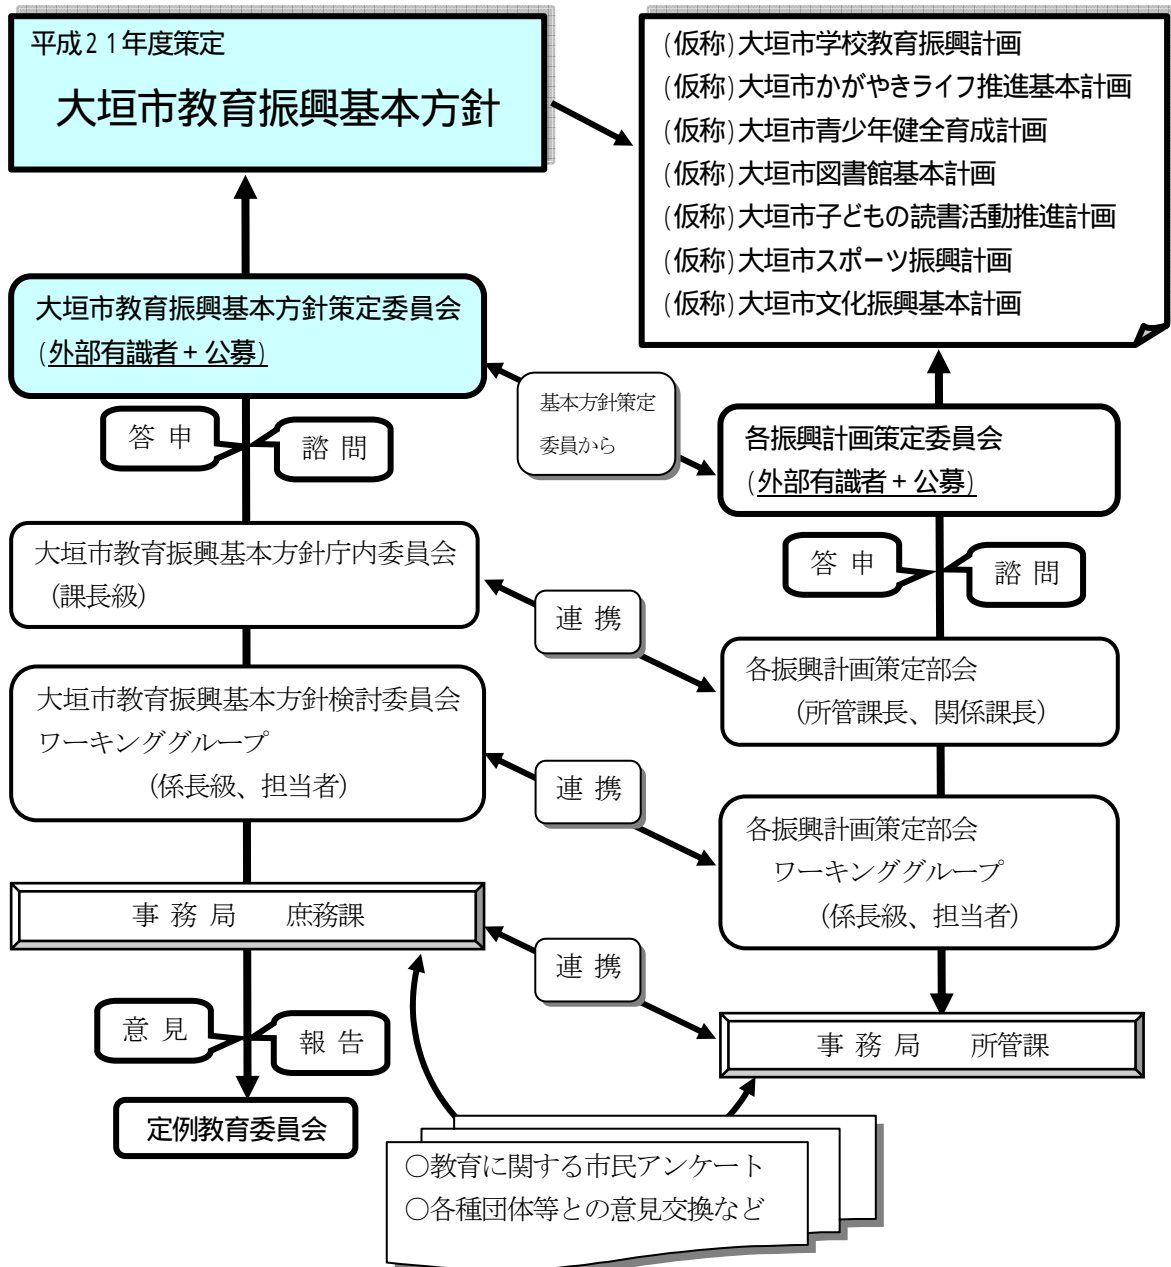 平成21年度策定
大垣市教育振興基本方針
(仮称)大垣市学校教育振興計画
(仮称)大垣市かがやきライフ推進基本計画
(仮称)大垣市青少年健全育成計画
(仮称)大垣市図書館基本計画
(仮称)大垣市子どもの読書活動推進計画
(仮称)大垣市スポーツ振興計画
(仮称)大垣市文化振興基本計画
大垣市教育振興基本方針策定委員会
(外部有識者+公募)
基本方針策定
委員から
各振興計画策定委員会
(外部有識者+公募)
答 申
諮 問
大垣市教育振興基本方針庁内委員会
(課長級)
答 申
諮 問
連 携
各振興計画策定部会
(所管課長、関係課長)
大垣市教育振興基本方針検討委員会
ワーキンググループ
(係長級、担当者)
連 携
各振興計画策定部会
ワーキンググループ
(係長級、担当者)
事 務 局 庶務課
連 携
事 務 局 所管課
意 見
報 告
定例教育委員会
○教育に関する市民アンケート
○各種団体等との意見交換など